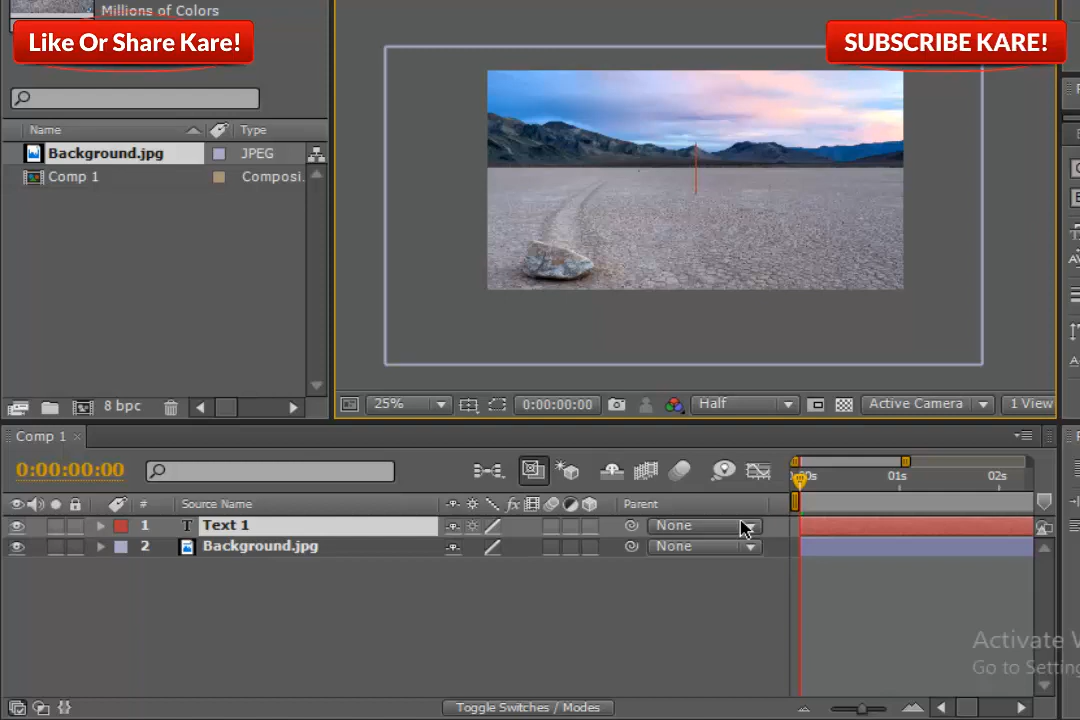 Millions of Colors
Like Or Share Kare!
SUBSCRIBE KARE!
Name Type
Background.jpg JPEG
Comp 1 Composi.
8 bpc
25% 0:00:00:00 Half Active Camera 1 View
Comp 1
0:00:00:00
01s 02s
# Source Name fx Parent
1 T Text 1 None
2 Background.jpg None
Activate
Go to Setting
Toggle Switches / Modes